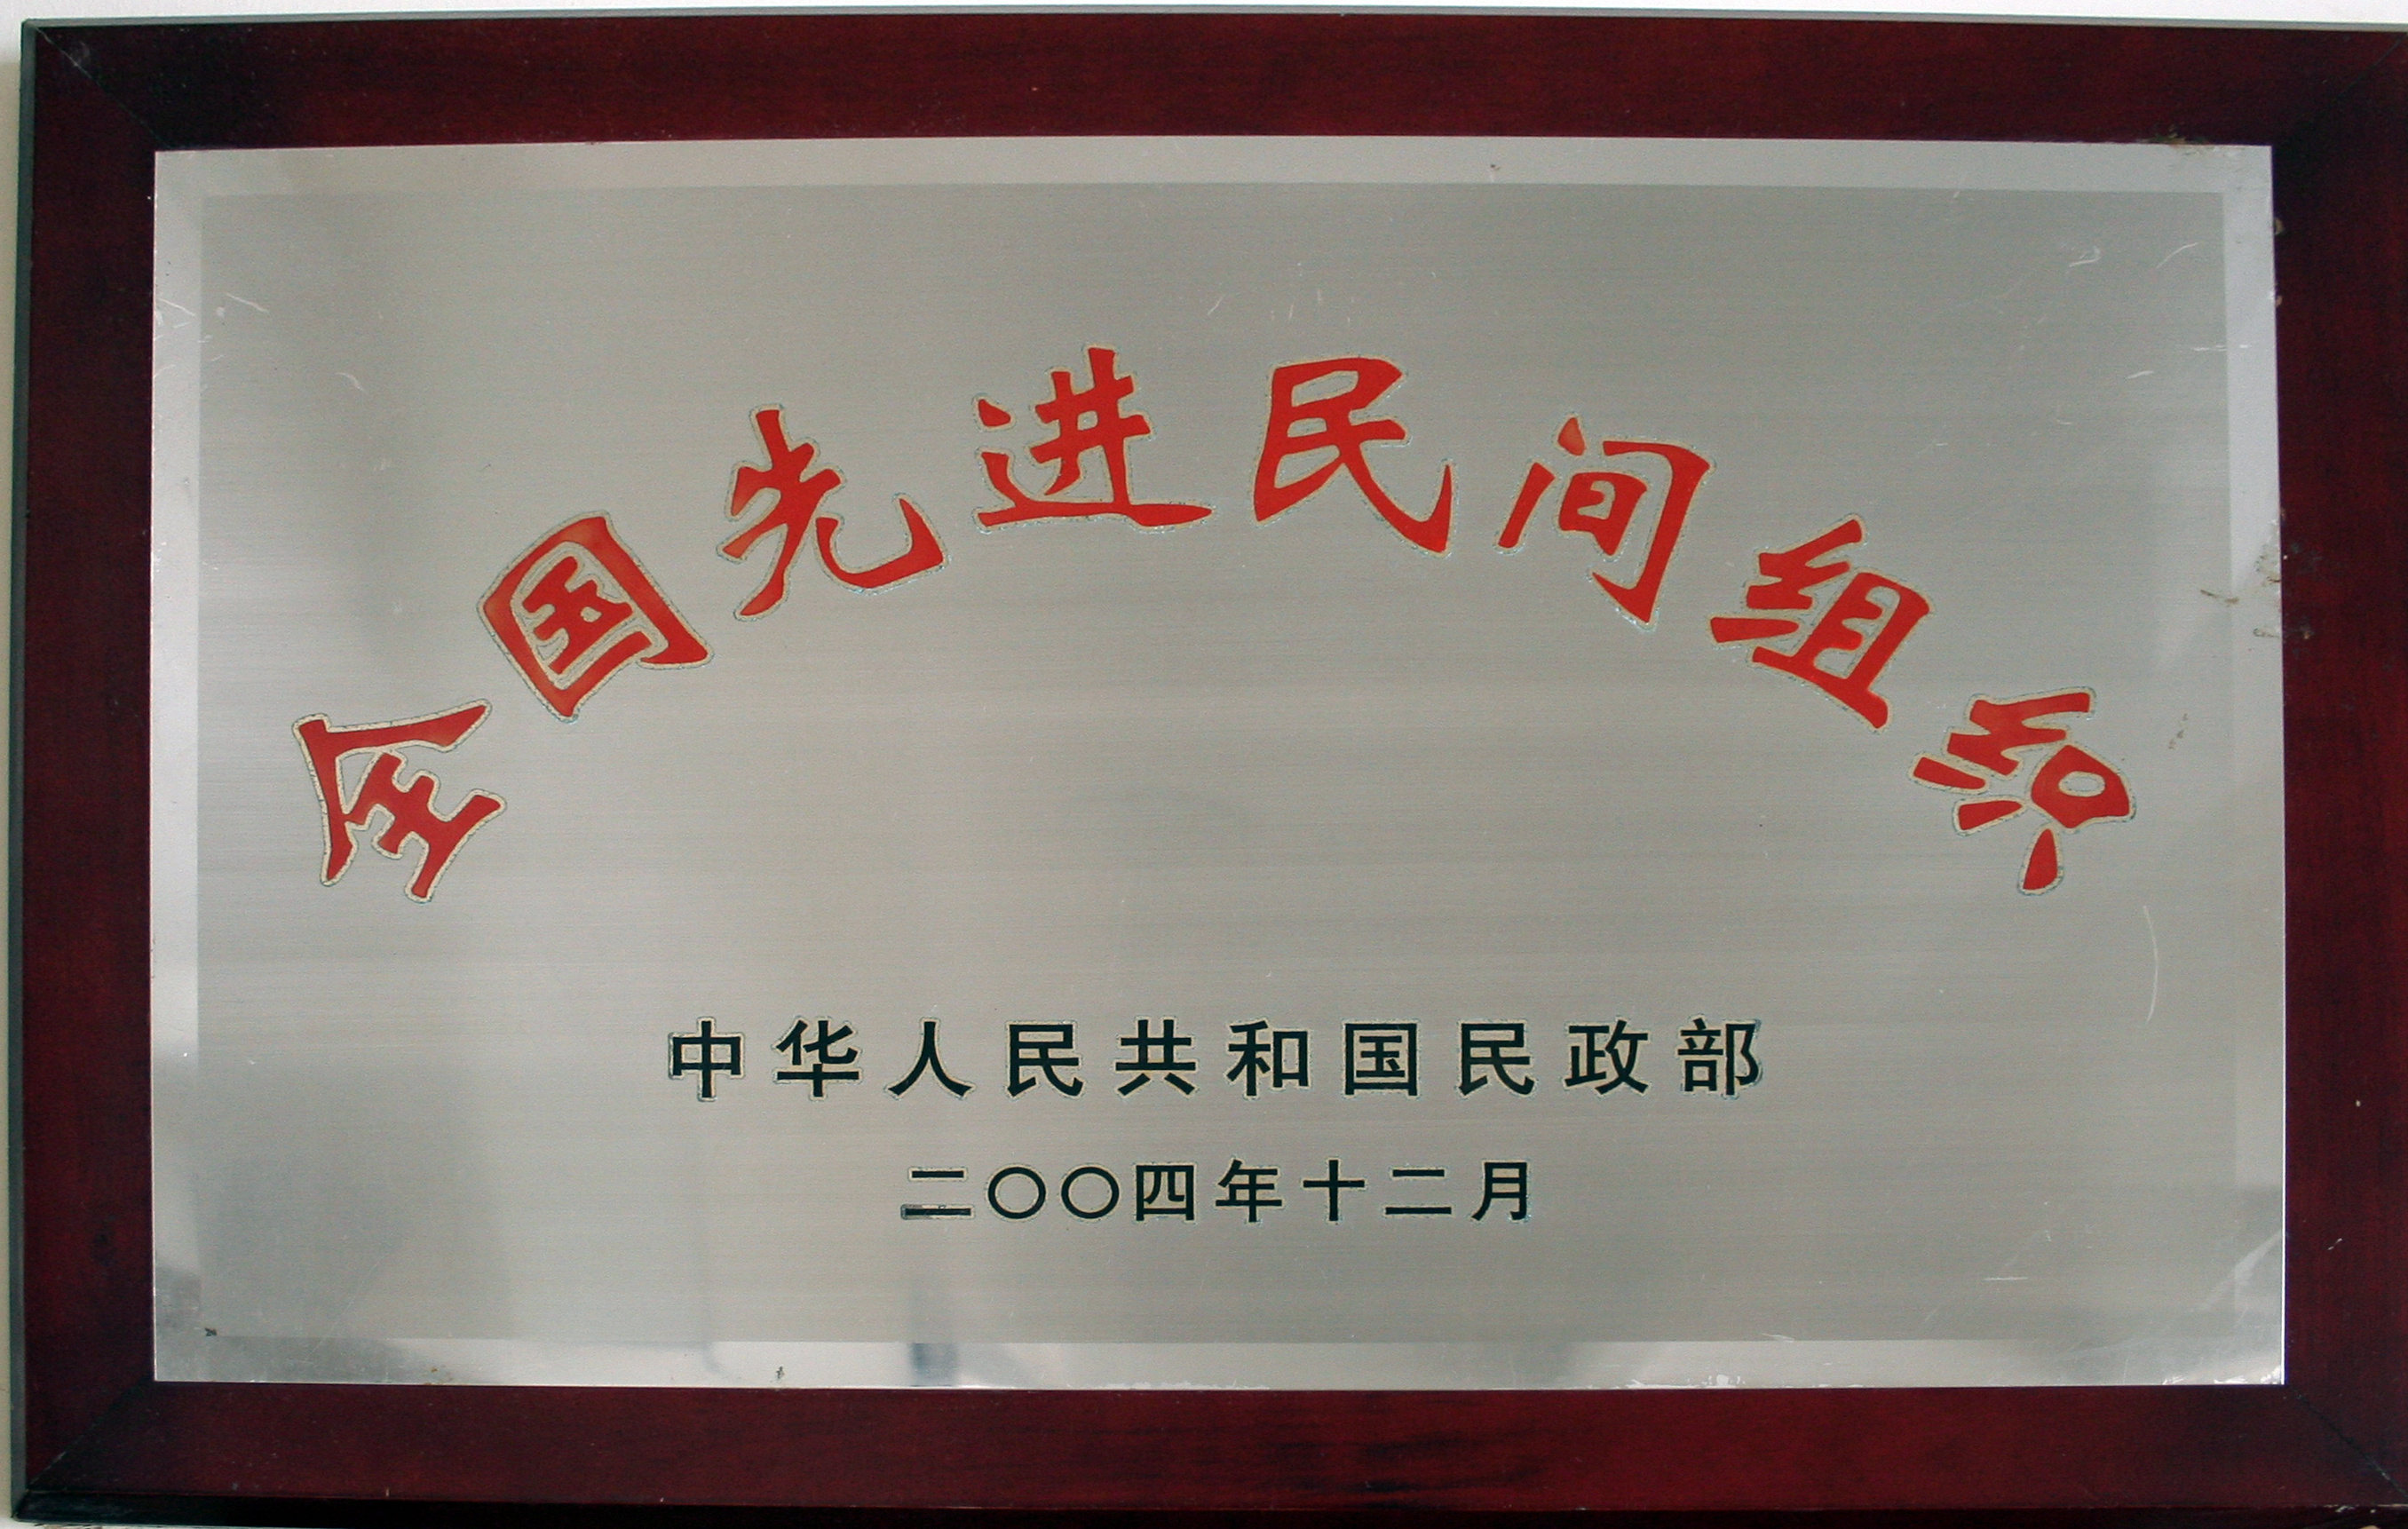 全国先进民间组织
中华人民共和国民政部
二〇〇四年十二月